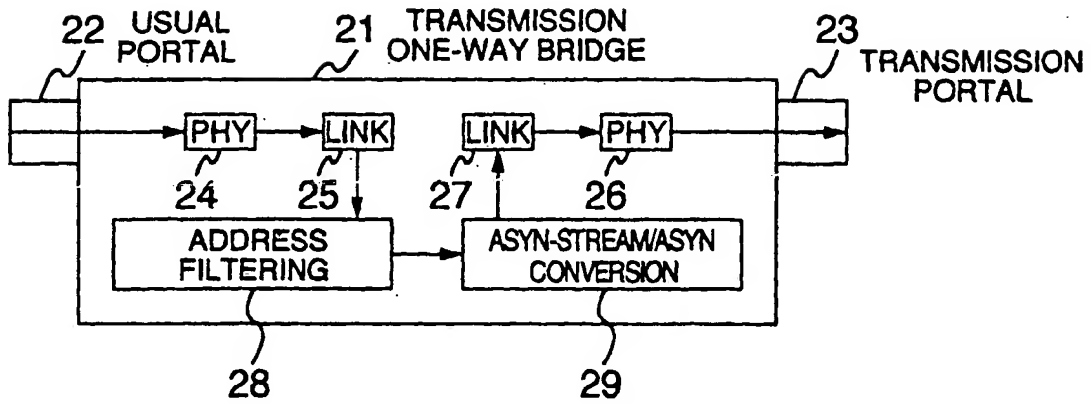 22 USUAL PORTAL
21 TRANSMISSION ONE-WAY BRIDGE
23 TRANSMISSION PORTAL
PHY
LINK
LINK
PHY
24
25
27
26
ADDRESS
FILTERING
ASYN-STREAM/ASYN
CONVERSION
28
29